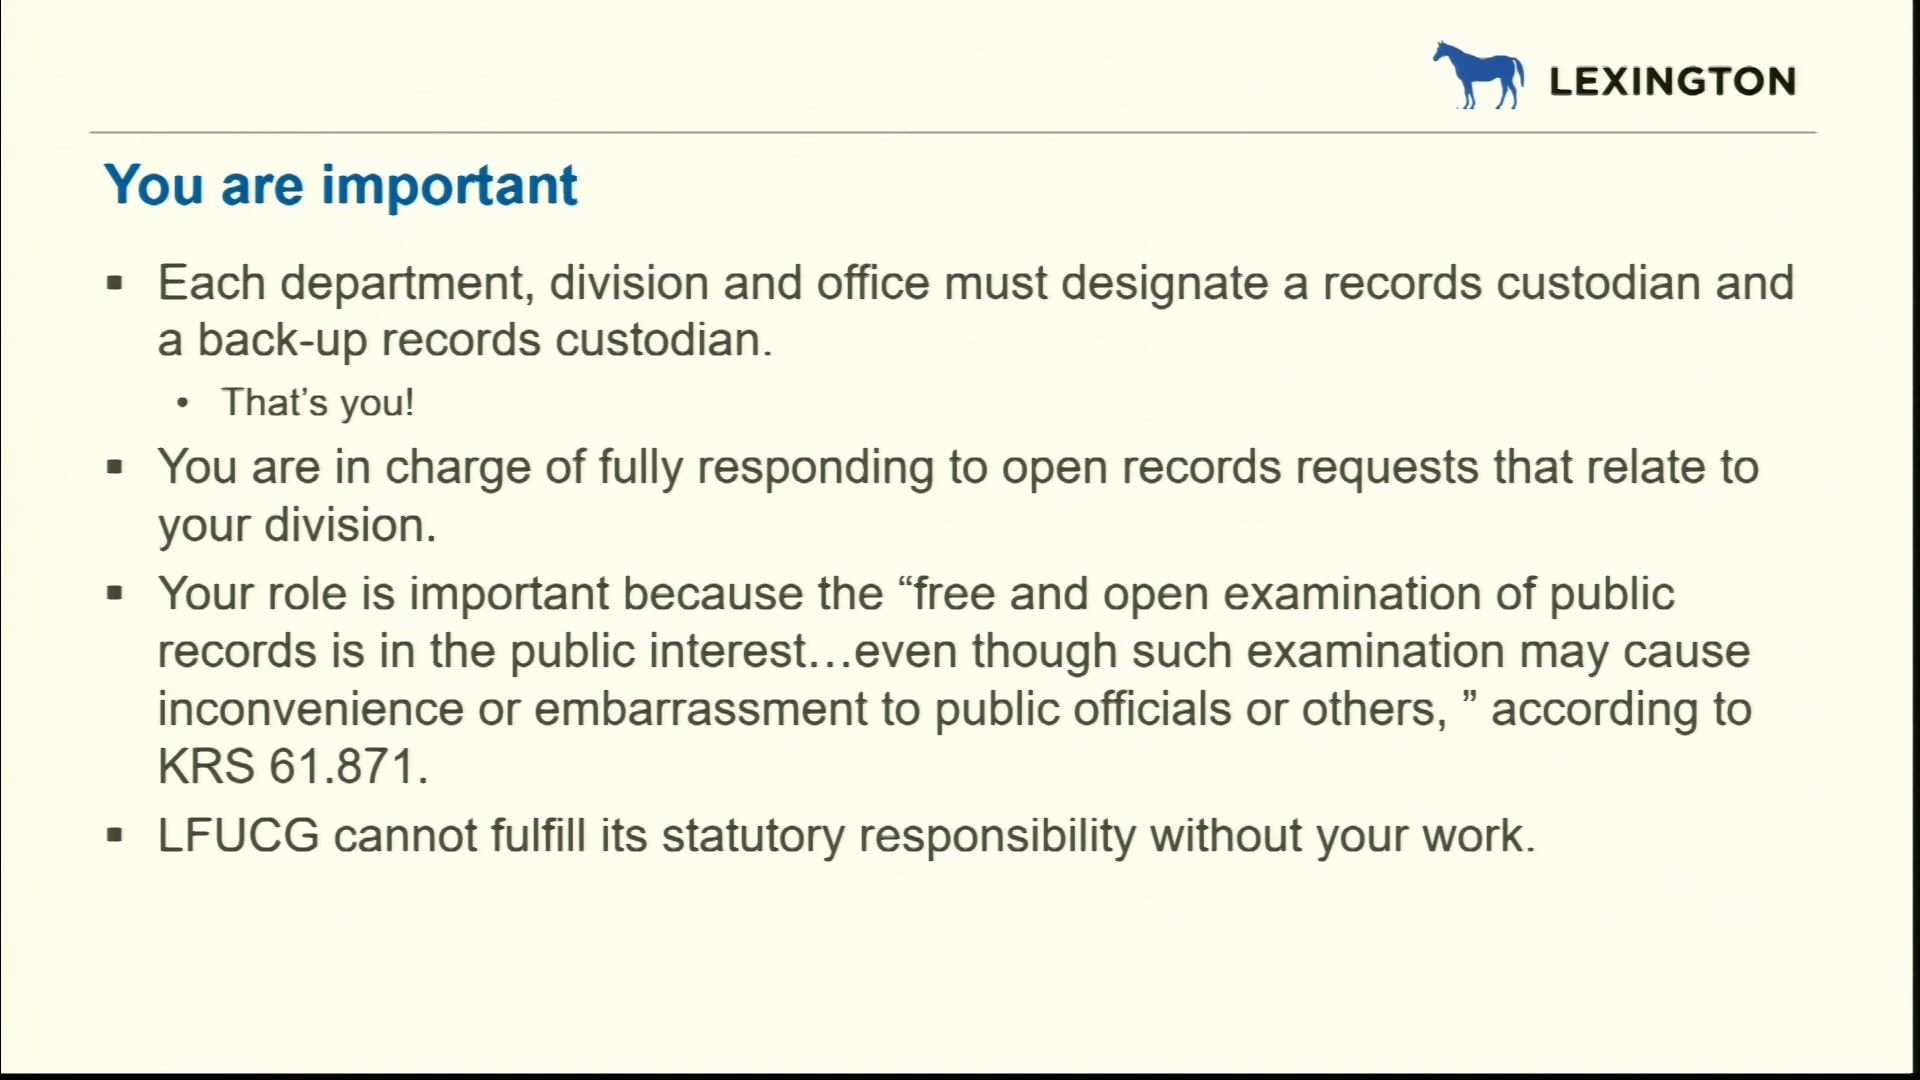 LEXINGTON
You are important
▪ Each department, division and office must designate a records custodian and
a back-up records custodian.
• That’s you!
▪ You are in charge of fully responding to open records requests that relate to
your division.
▪ Your role is important because the “free and open examination of public
records is in the public interest…even though such examination may cause
inconvenience or embarrassment to public officials or others, ” according to
KRS 61.871.
▪ LFUCG cannot fulfill its statutory responsibility without your work.